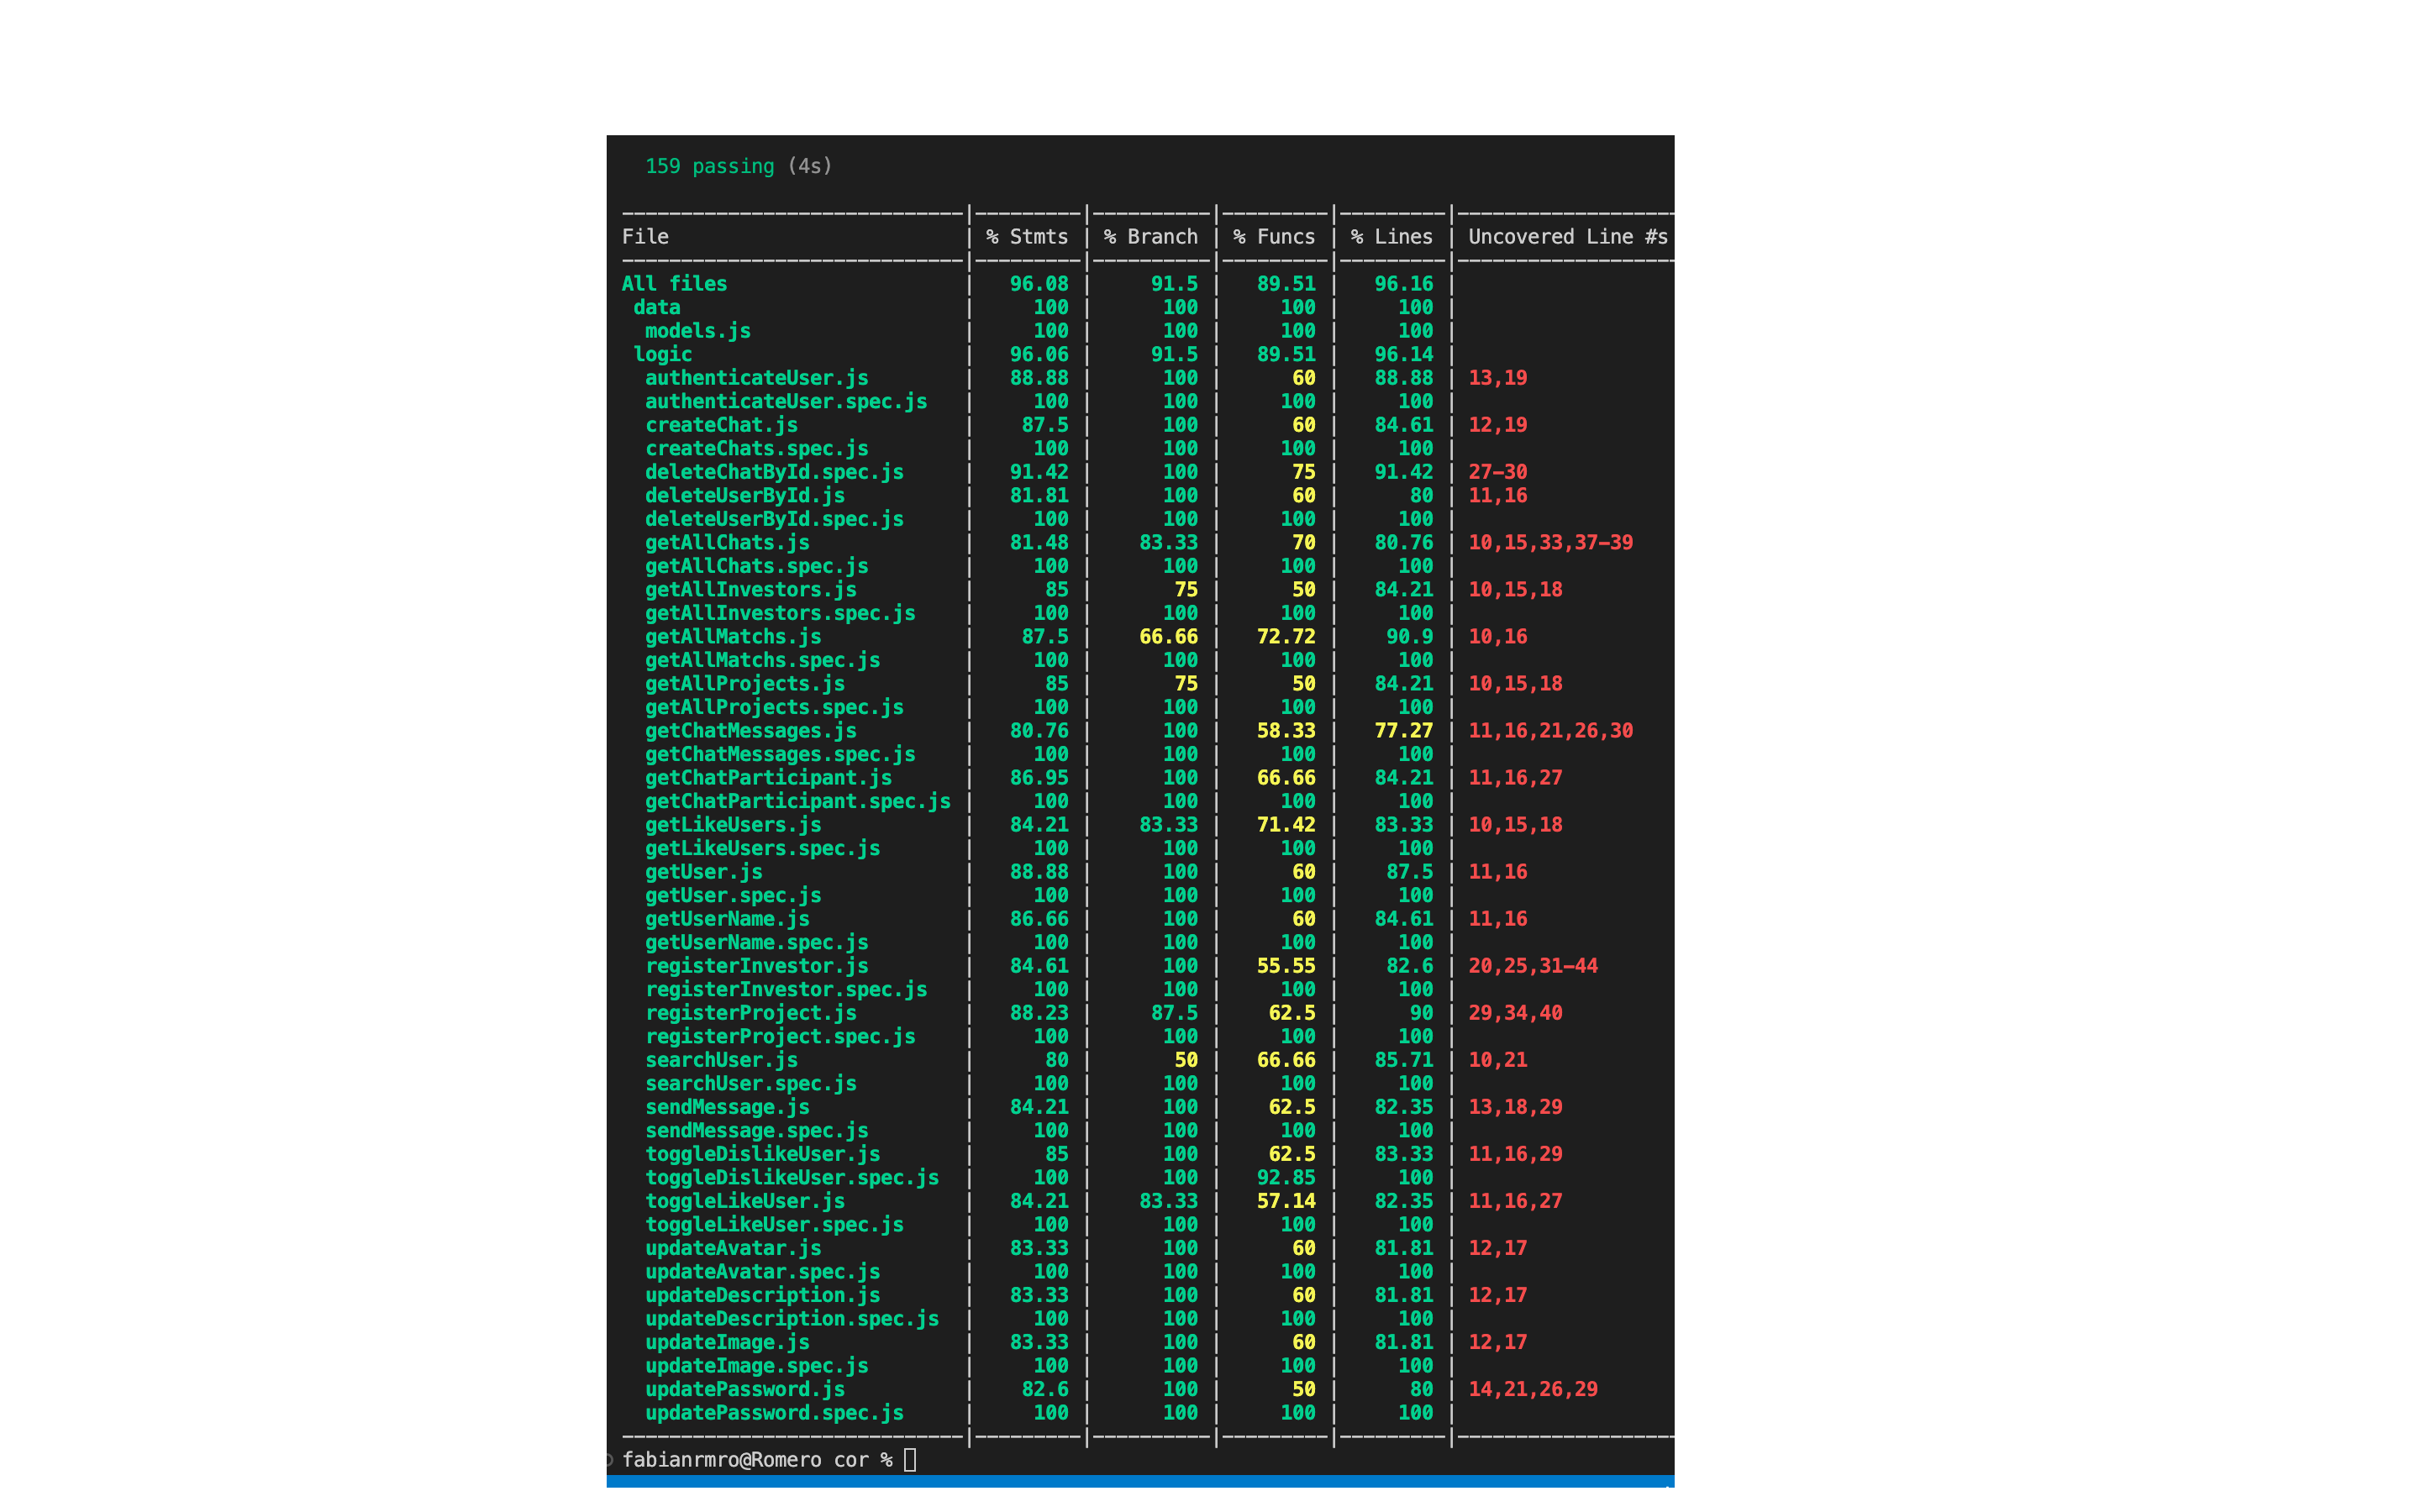 159 passing (4s)
File | % Stmts | % Branch | % Funcs | % Lines | Uncovered Line #s
All files | 96.08 | 91.5 | 89.51 | 96.16 |
data | 100 | 100 | 100 | 100 |
models.js | 100 | 100 | 100 | 100 |
logic | 96.06 | 91.5 | 89.51 | 96.14 |
authenticateUser.js | 88.88 | 100 | 60 | 88.88 | 13,19
authenticateUser.spec.js | 100 | 100 | 100 | 100 |
createChat.js | 87.5 | 100 | 60 | 84.61 | 12,19
createChats.spec.js | 100 | 100 | 100 | 100 |
deleteChatById.spec.js | 91.42 | 100 | 75 | 91.42 | 27-30
deleteUserById.js | 81.81 | 100 | 60 | 80 | 11,16
deleteUserById.spec.js | 100 | 100 | 100 | 100 |
getAllChats.js | 81.48 | 83.33 | 70 | 80.76 | 10,15,33,37-39
getAllChats.spec.js | 100 | 100 | 100 | 100 |
getAllInvestors.js | 85 | 75 | 50 | 84.21 | 10,15,18
getAllInvestors.spec.js | 100 | 100 | 100 | 100 |
getAllMatchs.js | 87.5 | 66.66 | 72.72 | 90.9 | 10,16
getAllMatchs.spec.js | 100 | 100 | 100 | 100 |
getAllProjects.js | 85 | 75 | 50 | 84.21 | 10,15,18
getAllProjects.spec.js | 100 | 100 | 100 | 100 |
getChatMessages.js | 80.76 | 100 | 58.33 | 77.27 | 11,16,21,26,30
getChatMessages.spec.js | 100 | 100 | 100 | 100 |
getChatParticipant.js | 86.95 | 100 | 66.66 | 84.21 | 11,16,27
getChatParticipant.spec.js | 100 | 100 | 100 | 100 |
getLikeUsers.js | 84.21 | 83.33 | 71.42 | 83.33 | 10,15,18
getLikeUsers.spec.js | 100 | 100 | 100 | 100 |
getUser.js | 88.88 | 100 | 60 | 87.5 | 11,16
getUser.spec.js | 100 | 100 | 100 | 100 |
getUserName.js | 86.66 | 100 | 60 | 84.61 | 11,16
getUserName.spec.js | 100 | 100 | 100 | 100 |
registerInvestor.js | 84.61 | 100 | 55.55 | 82.6 | 20,25,31-44
registerInvestor.spec.js | 100 | 100 | 100 | 100 |
registerProject.js | 88.23 | 87.5 | 62.5 | 90 | 29,34,40
registerProject.spec.js | 100 | 100 | 100 | 100 |
searchUser.js | 80 | 50 | 66.66 | 85.71 | 10,21
searchUser.spec.js | 100 | 100 | 100 | 100 |
sendMessage.js | 84.21 | 100 | 62.5 | 82.35 | 13,18,29
sendMessage.spec.js | 100 | 100 | 100 | 100 |
toggleDislikeUser.js | 85 | 100 | 62.5 | 83.33 | 11,16,29
toggleDislikeUser.spec.js | 100 | 100 | 92.85 | 100 |
toggleLikeUser.js | 84.21 | 83.33 | 57.14 | 82.35 | 11,16,27
toggleLikeUser.spec.js | 100 | 100 | 100 | 100 |
updateAvatar.js | 83.33 | 100 | 60 | 81.81 | 12,17
updateAvatar.spec.js | 100 | 100 | 100 | 100 |
updateDescription.js | 83.33 | 100 | 60 | 81.81 | 12,17
updateDescription.spec.js | 100 | 100 | 100 | 100 |
updateImage.js | 83.33 | 100 | 60 | 81.81 | 12,17
updateImage.spec.js | 100 | 100 | 100 | 100 |
updatePassword.js | 82.6 | 100 | 50 | 80 | 14,21,26,29
updatePassword.spec.js | 100 | 100 | 100 | 100 |
fabianrmro@Romero cor %